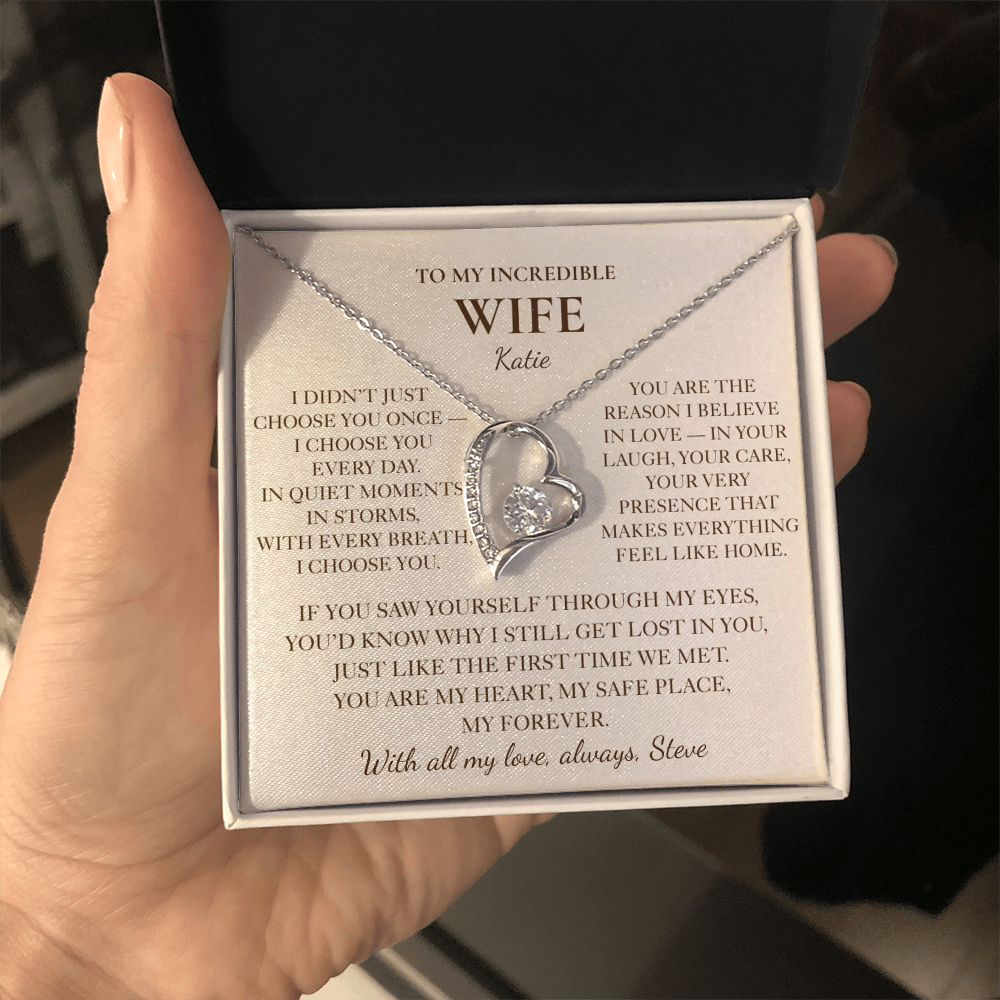 TO MY INCREDIBLE
WIFE
Katie
I DIDN'T JUST
CHOOSE YOU ONCE —
I CHOOSE YOU
EVERY DAY.
IN QUIET MOMENTS
IN STORMS,
WITH EVERY BREATH,
I CHOOSE YOU.
YOU ARE THE
REASON I BELIEVE
IN LOVE — IN YOUR
LAUGH, YOUR CARE,
YOUR VERY
PRESENCE THAT
MAKES EVERYTHING
FEEL LIKE HOME.
IF YOU SAW YOURSELF THROUGH MY EYES,
YOU'D KNOW WHY I STILL GET LOST IN YOU,
JUST LIKE THE FIRST TIME WE MET.
YOU ARE MY HEART, MY SAFE PLACE,
MY FOREVER.
With all my love, always, Steve